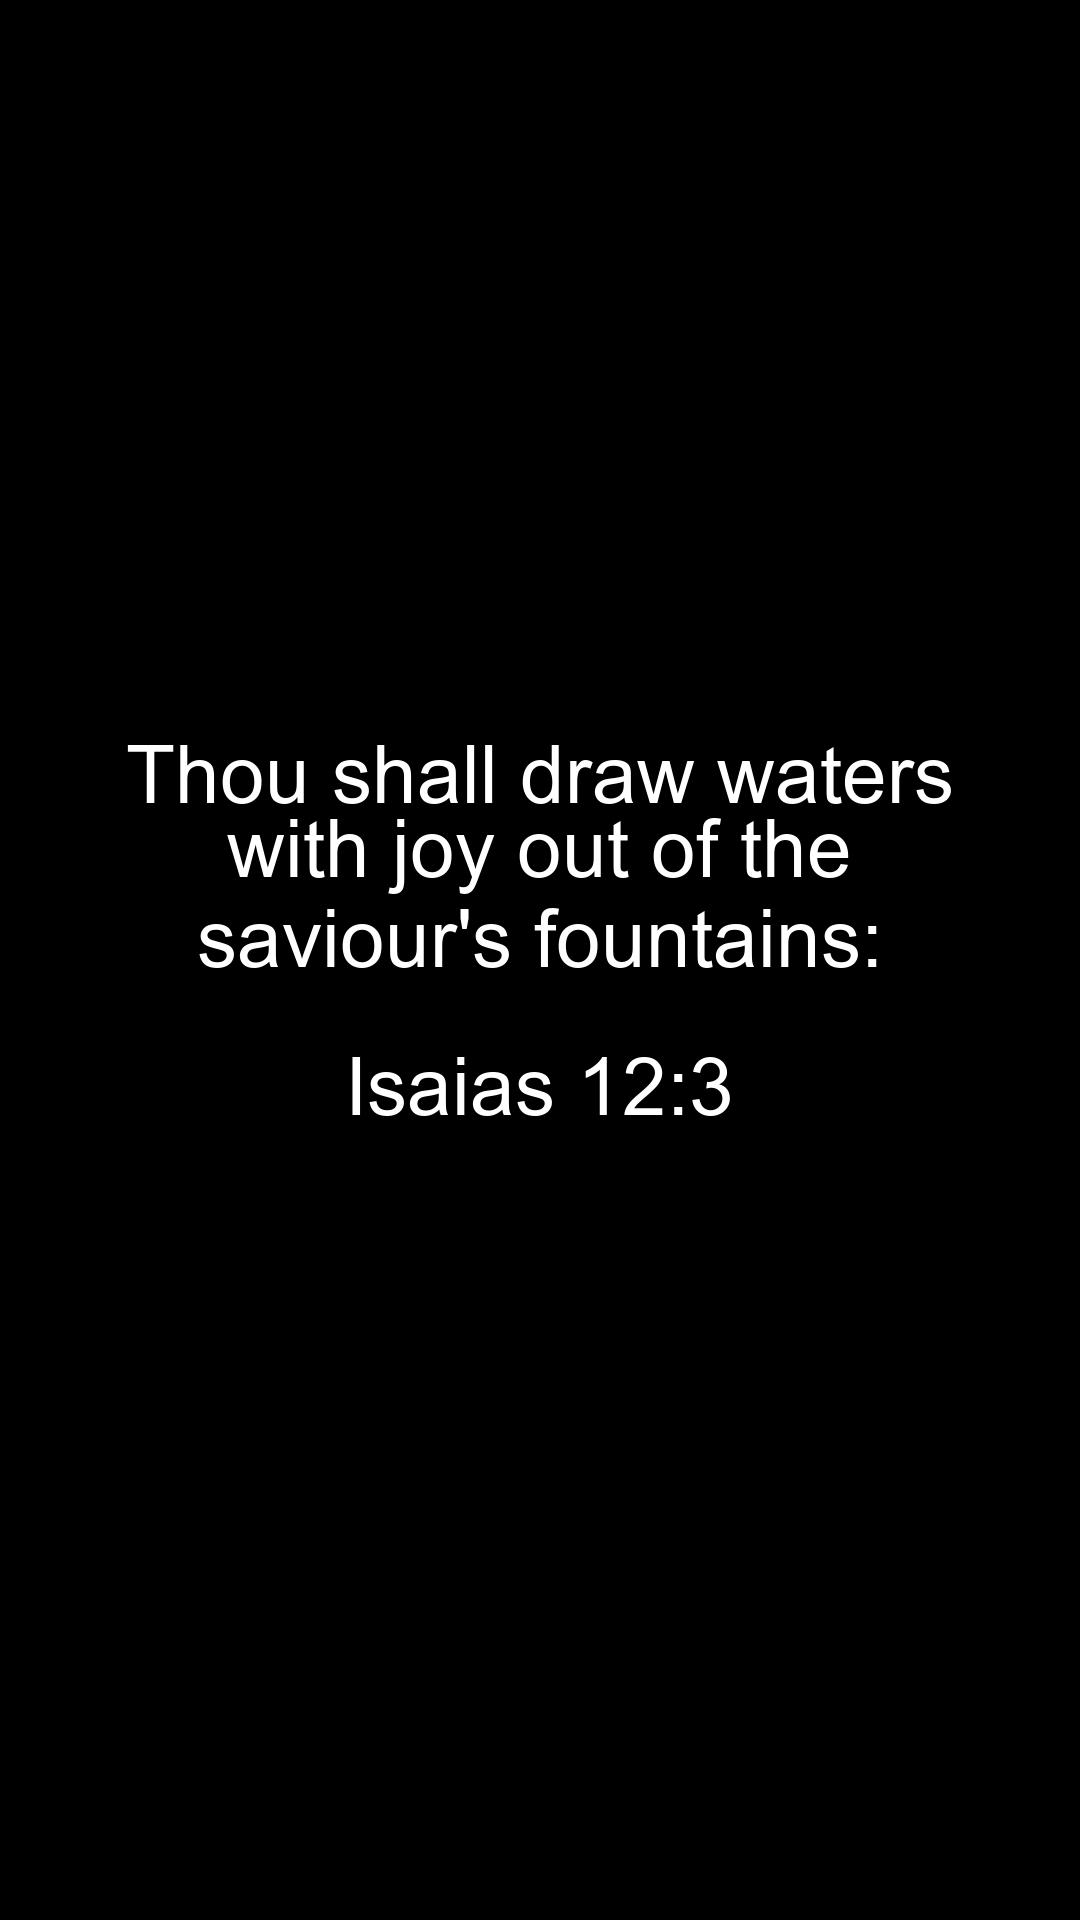 Thou shall draw waters
with joy out of the
saviour's fountains:
Isaias 12:3